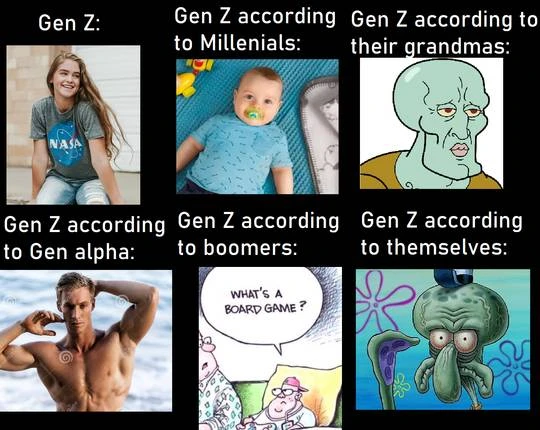 Gen Z:
Gen Z according
to Millenials:
Gen Z according to
their grandmas:
NASA
Gen Z according
to Gen alpha:
Gen Z according
to boomers:
WHAT'S A
BOARD GAME?
Gen Z according
to themselves: